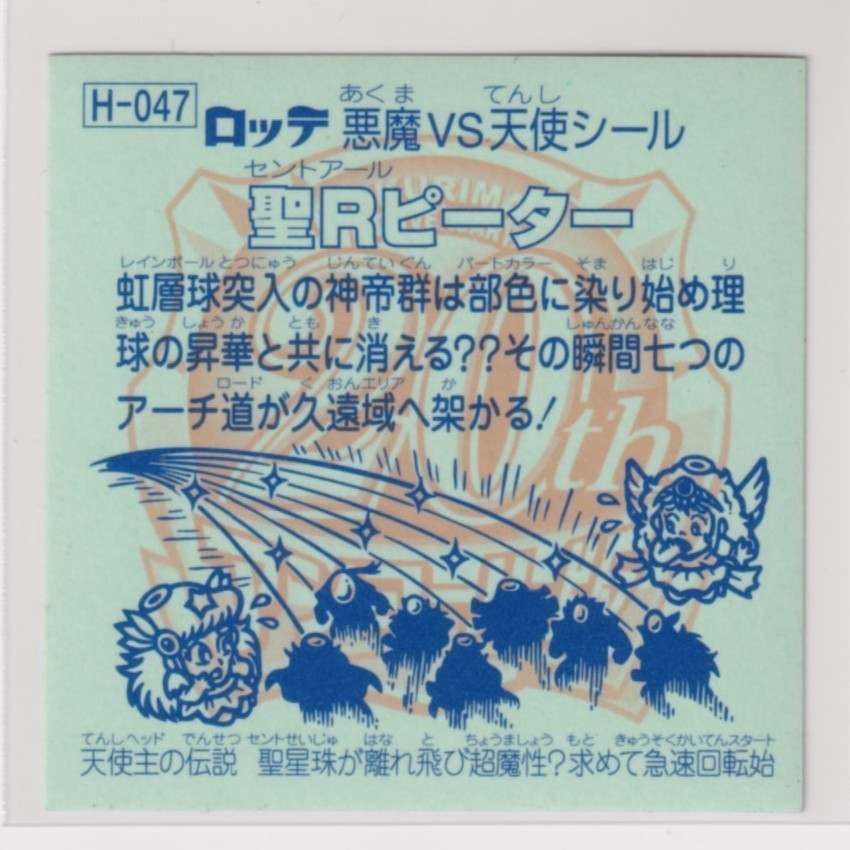 H-047
あくま てんし
ロッテ 悪魔VS天使シール
セントアール
聖Rピーター
レインボール とつにゅう じんていぐん パートカラー そま はじ り
虹層球突入の神帝群は部色に染り始め理
きゅう しょうか とも き しゅんかんなな
球の昇華と共に消える??その瞬間七つの
ロード くおんエリア か
アーチ道が久遠域へ架かる!
20th
てんしヘッド でんせつ セントせいじゅ はな と ちょうましょう もと きゅうそくかいてんスタート
天使主の伝説 聖星珠が離れ飛び超魔性?求めて急速回転始